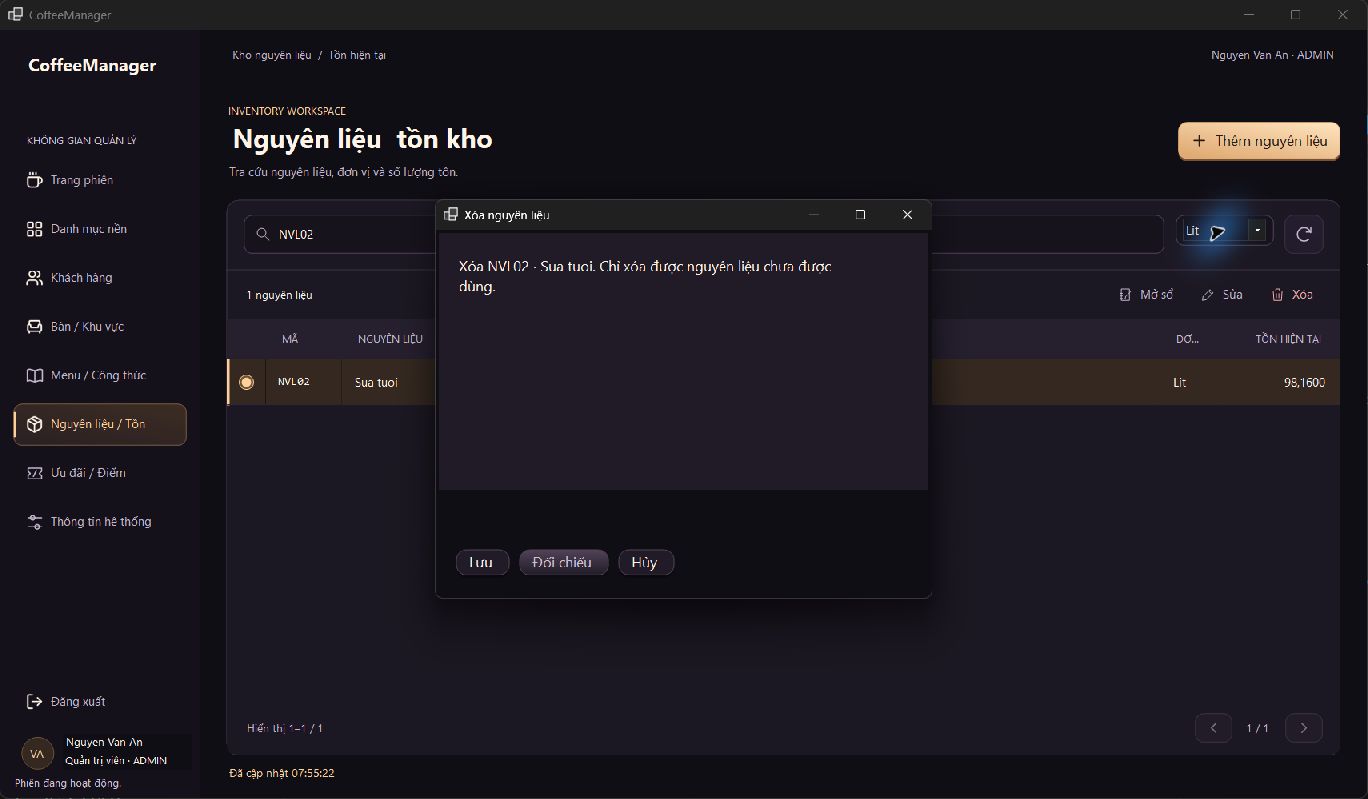 CoffeeManager
CoffeeManager
Kho nguyên liệu / Tồn hiện tại
Nguyen Van An · ADMIN
INVENTORY WORKSPACE
Nguyên liệu tồn kho
Tra cứu nguyên liệu, đơn vị và số lượng tồn.
+ Thêm nguyên liệu
KHÔNG GIAN QUẢN LÝ
Trang phiên
Danh mục nền
Khách hàng
Bàn / Khu vực
Menu / Công thức
Nguyên liệu / Tồn
Ưu đãi / Điểm
Thông tin hệ thống
Đăng xuất
VA
Nguyen Van An
Quản trị viên · ADMIN
Phiên đang hoạt động.
NVL02
Lit
1 nguyên liệu
Mở sổ
Sửa
Xóa
MÃ
NGUYÊN LIỆU
ĐƠ...
TỒN HIỆN TẠI
NVL02
Sua tuoi
Lit
98,1600
Xóa nguyên liệu
Xóa NVL02 · Sua tuoi. Chỉ xóa được nguyên liệu chưa được
dùng.
Lưu
Đối chiếu
Hủy
Hiển thị 1–1 / 1
1 / 1
Đã cập nhật 07:55:22